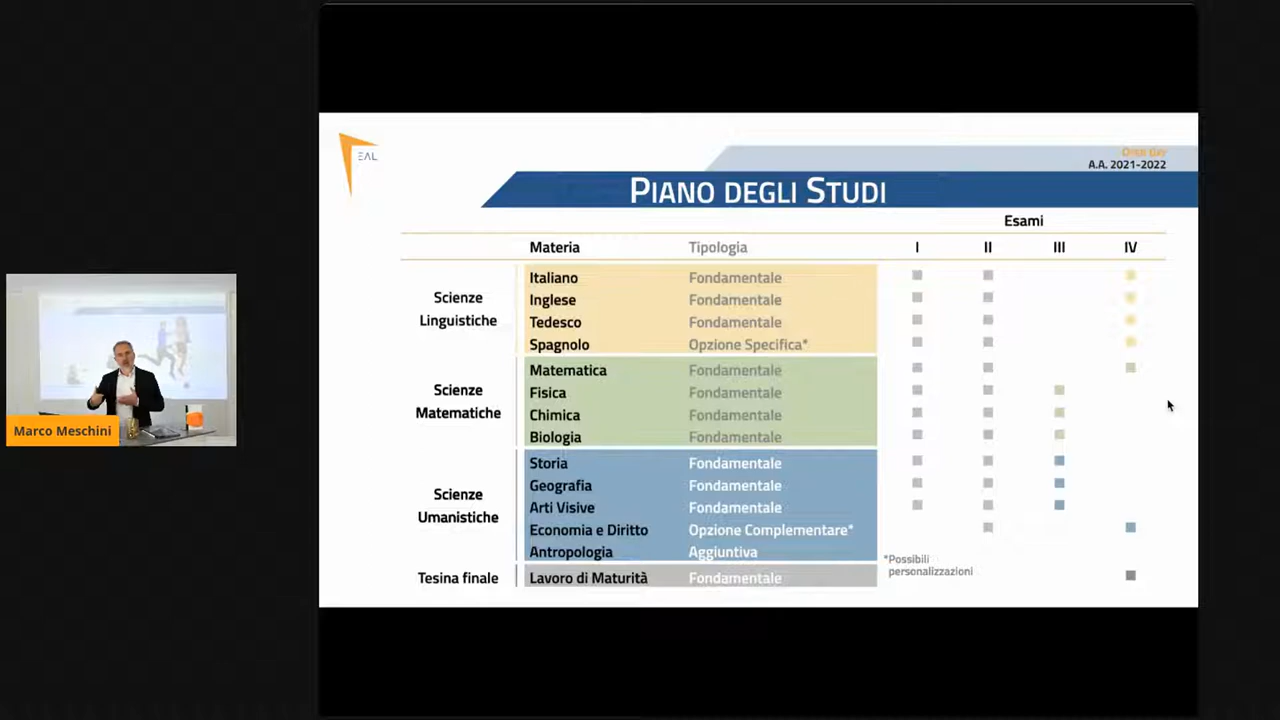 EAL
Open day
A.A. 2021-2022
PIANO DEGLI STUDI
Esami
Materia Tipologia I II III IV
Scienze
Linguistiche
Italiano Fondamentale
Inglese Fondamentale
Tedesco Fondamentale
Spagnolo Opzione Specifica*
Scienze
Matematiche
Matematica Fondamentale
Fisica Fondamentale
Chimica Fondamentale
Biologia Fondamentale
Scienze
Umanistiche
Storia Fondamentale
Geografia Fondamentale
Arti Visive Fondamentale
Economia e Diritto Opzione Complementare*
Antropologia Aggiuntiva
*Possibili
personalizzazioni
Tesina finale Lavoro di Maturità Fondamentale
Marco Meschini